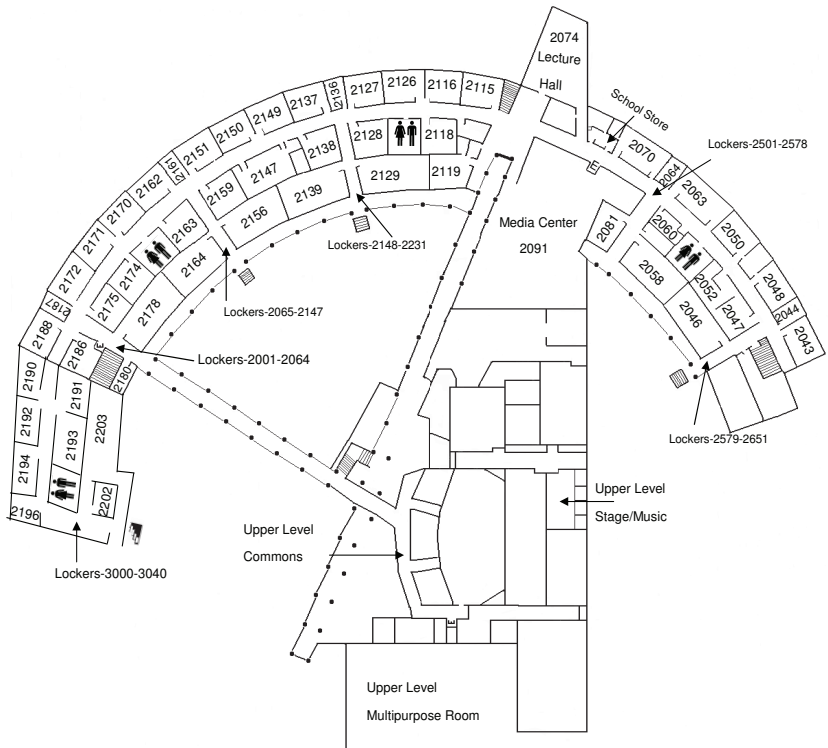 2074
Lecture
Hall
School Store
Lockers-2501-2578
2136
2127
2126
2116
2115
2137
2149
2150
2151
2161
2162
2170
2171
2172
2187
2188
2128
2118
2138
2147
2159
2129
2119
2139
2156
2163
2164
2174
2175
2178
2186
2180
E
Media Center
2091
2070
2064
2063
2050
2048
2044
2043
2081
2060
2058
2052
2047
2046
E
Lockers-2148-2231
Lockers-2065-2147
Lockers-2001-2064
Lockers-2579-2651
2190
2191
2192
2193
2203
2194
2202
2196
Lockers-3000-3040
Upper Level
Commons
Upper Level
Stage/Music
E
Upper Level
Multipurpose Room